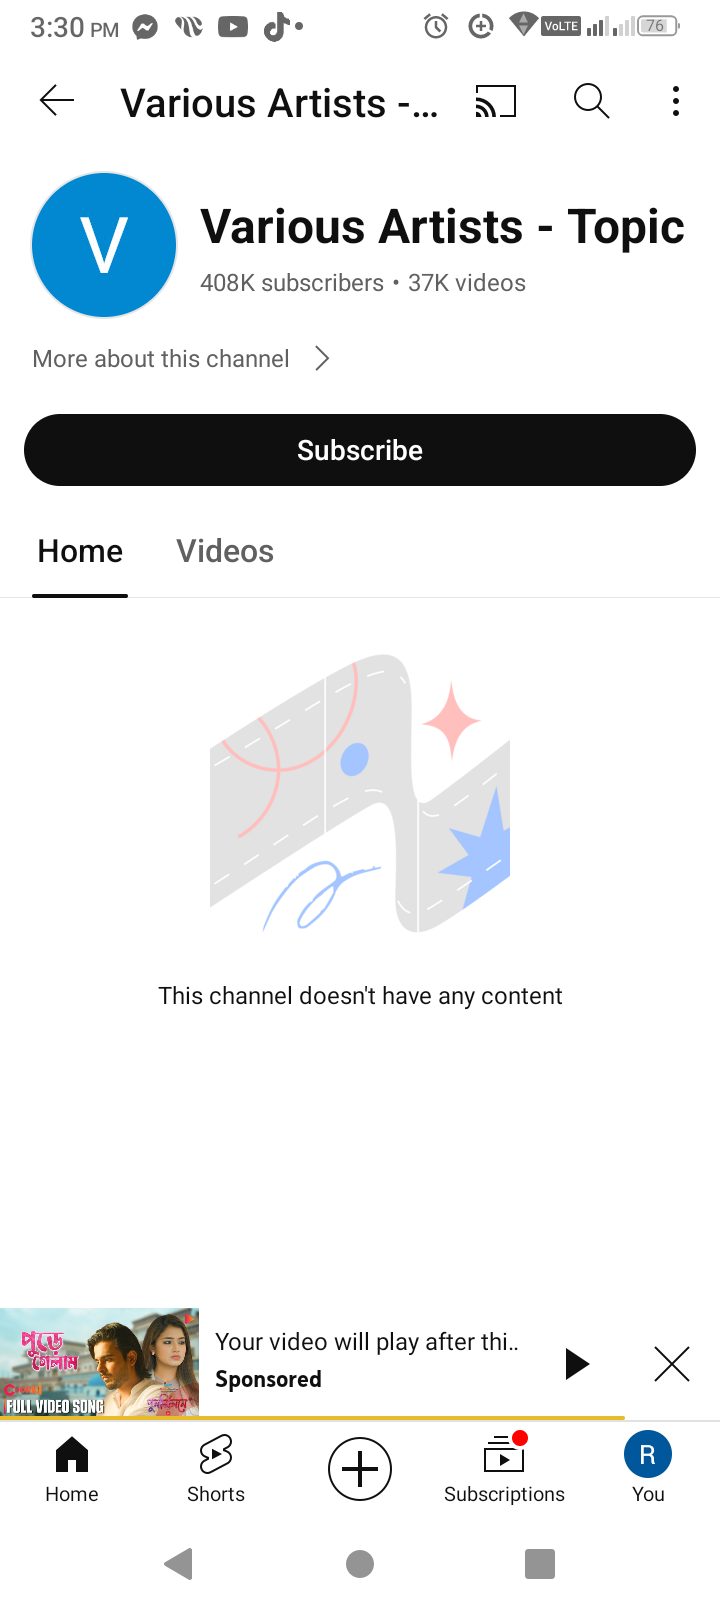 3:30 PM
VoLTE
76
Various Artists -...
V
Various Artists - Topic
408K subscribers • 37K videos
More about this channel
Subscribe
Home Videos
This channel doesn't have any content
পুড়ে
গেলাম
FULL VIDEO SONG
Your video will play after thi..
Sponsored
Home
Shorts
Subscriptions
R
You